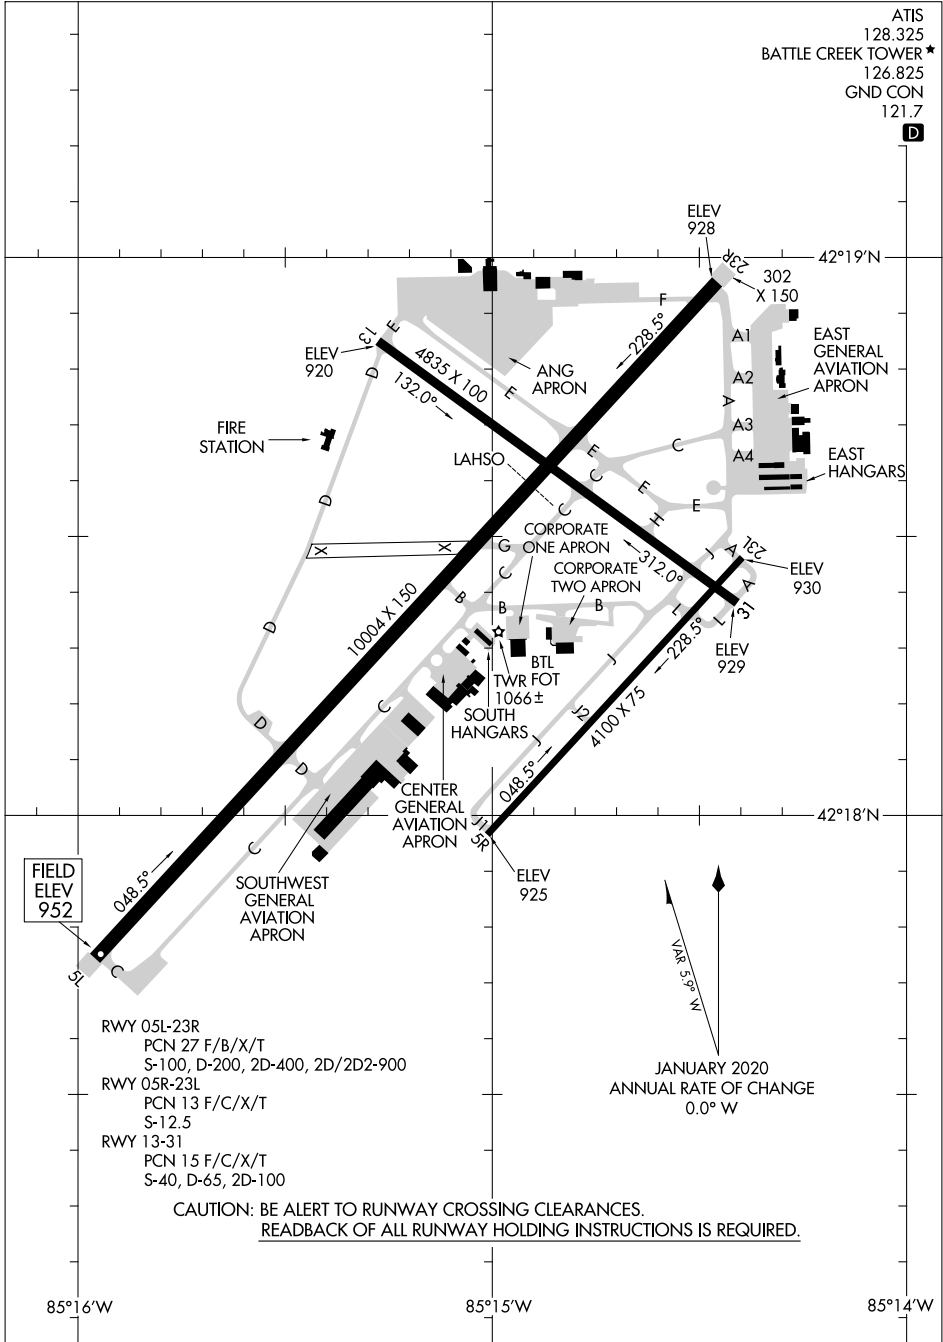 ATIS
128.325
BATTLE CREEK TOWER★
126.825
GND CON
121.7
D
ELEV
928
23R
42°19'N
302
X 150
F
E
13
ELEV
920
228.5°
A1
EAST
GENERAL
AVIATION
APRON
4835 X 100
132.0°
ANG
APRON
D
E
A2
A
FIRE
STATION
A3
C
E
A4
EAST
HANGARS
LAHSO
C
E
D
C
H
E
X
X
G
CORPORATE
ONE APRON
J
A
23L
ELEV
930
312.0°
C
CORPORATE
TWO APRON
A
B
B
B
L
L
31
10004 X 150
D
228.5°
ELEV
929
TWR
1066±
BTL
FOT
J
SOUTH
HANGARS
C
J2
4100 X 75
D
J
D
048.5°
CENTER
GENERAL
AVIATION
APRON
J1
5R
42°18'N
C
FIELD
ELEV
952
048.5°
SOUTHWEST
GENERAL
AVIATION
APRON
ELEV
925
VAR 5.9° W
5L
C
RWY 05L-23R
PCN 27 F/B/X/T
S-100, D-200, 2D-400, 2D/2D2-900
RWY 05R-23L
PCN 13 F/C/X/T
S-12.5
RWY 13-31
PCN 15 F/C/X/T
S-40, D-65, 2D-100
JANUARY 2020
ANNUAL RATE OF CHANGE
0.0° W
CAUTION: BE ALERT TO RUNWAY CROSSING CLEARANCES.
READBACK OF ALL RUNWAY HOLDING INSTRUCTIONS IS REQUIRED.
85°16'W
85°15'W
85°14'W